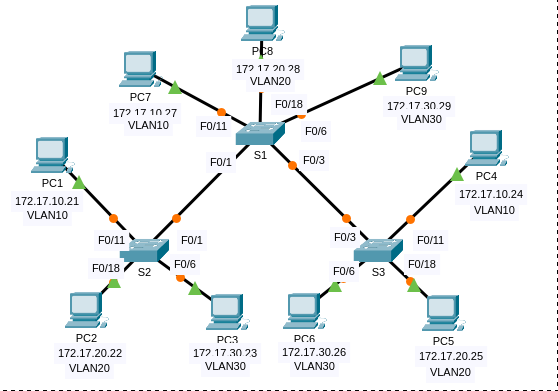 PC8
172.17.20.28
VLAN20
PC7
172.17.10.27
VLAN10
PC9
172.17.30.29
VLAN30
F0/11
F0/18
F0/6
S1
F0/1
F0/3
PC1
172.17.10.21
VLAN10
PC4
172.17.10.24
VLAN10
F0/11
F0/1
F0/18
F0/6
S2
F0/3
F0/11
F0/6
F0/18
S3
PC2
172.17.20.22
VLAN20
PC3
172.17.30.23
VLAN30
PC6
172.17.30.26
VLAN30
PC5
172.17.20.25
VLAN20